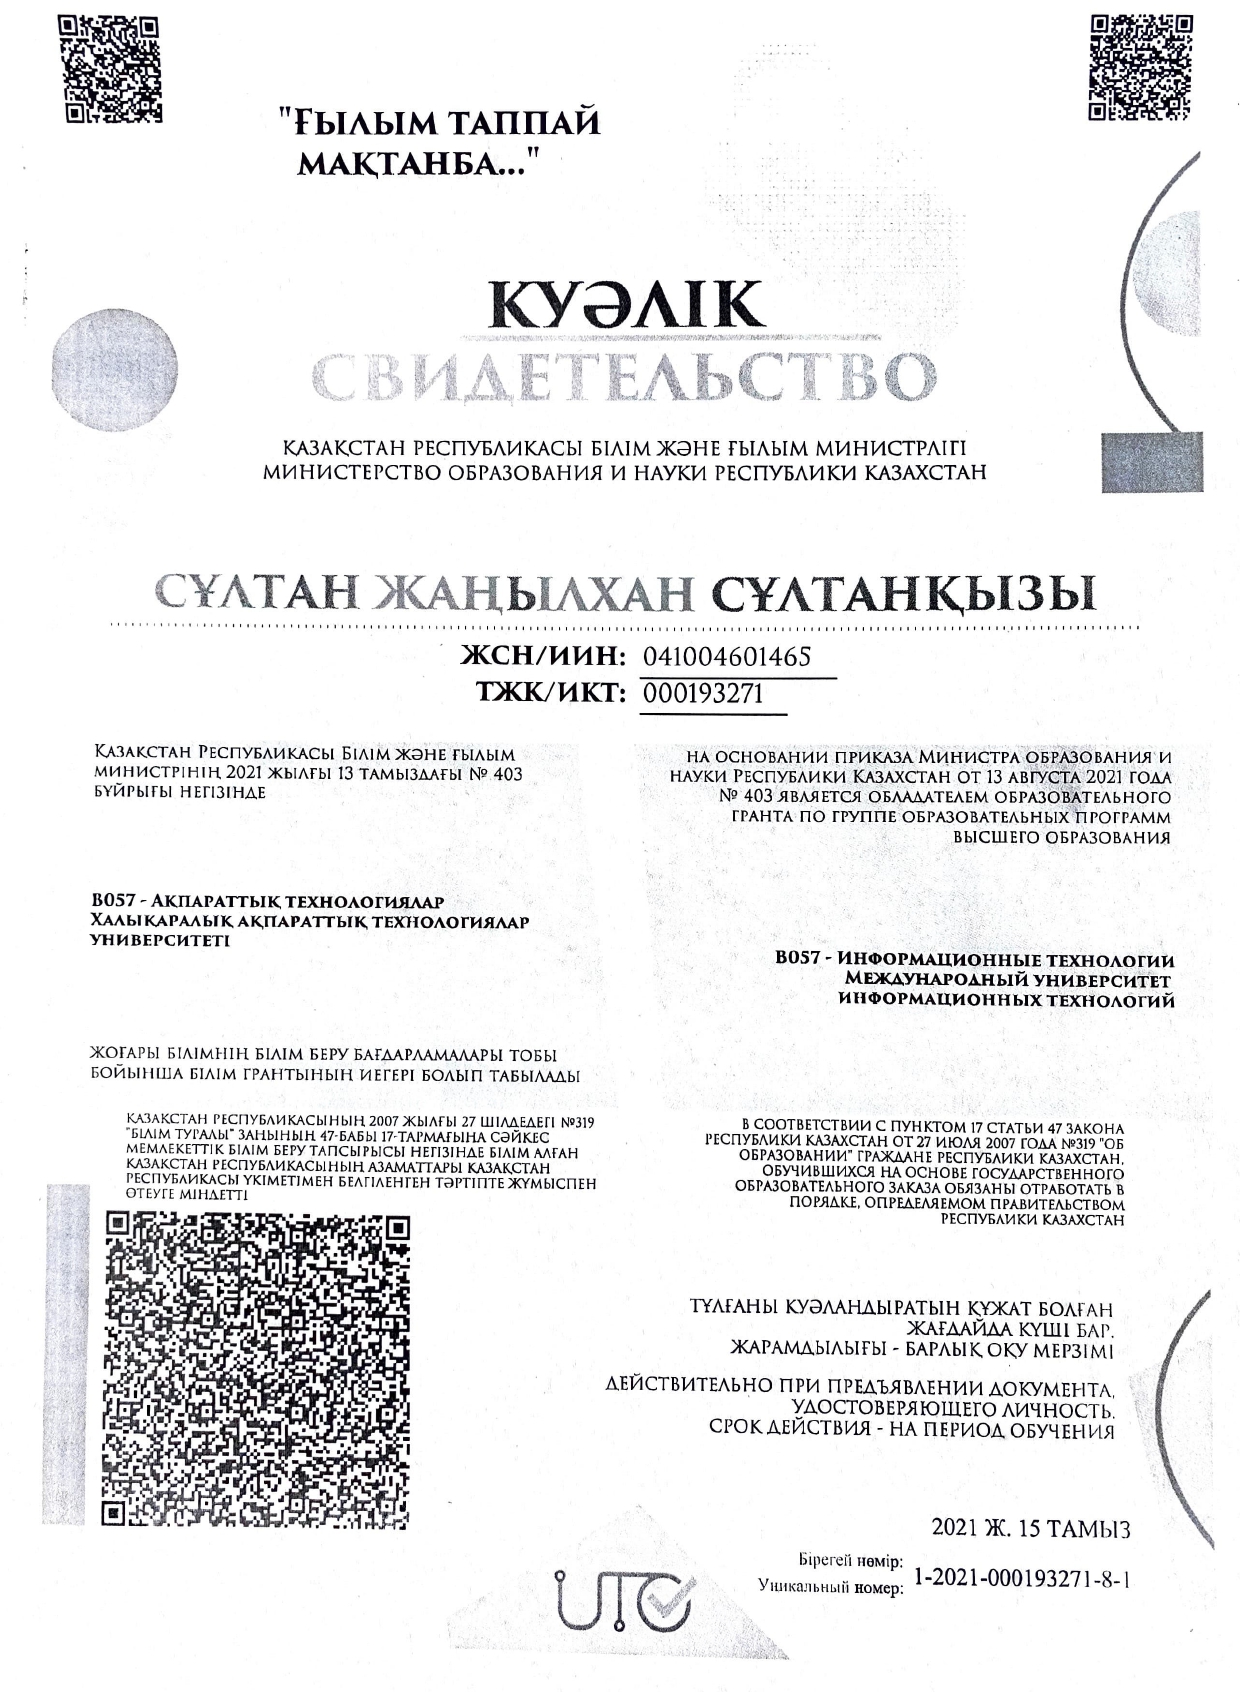 "ҒЫЛЫМ ТАППАЙ
МАҚТАНБА..."
КУӘЛІК
СВИДЕТЕЛЬСТВО
ҚАЗАҚСТАН РЕСПУБЛИКАСЫ БІЛІМ ЖӘНЕ ҒЫЛЫМ МИНИСТРЛІГІ
МИНИСТЕРСТВО ОБРАЗОВАНИЯ И НАУКИ РЕСПУБЛИКИ КАЗАХСТАН
СҰЛТАН ЖАҢЫЛХАН СҰЛТАНҚЫЗЫ
ЖСН/ИИН: 041004601465
ТЖК/ИКТ: 000193271
ҚАЗАҚСТАН РЕСПУБЛИКАСЫ БІЛІМ ЖӘНЕ ҒЫЛЫМ
МИНИСТРІНІҢ 2021 ЖЫЛҒЫ 13 ТАМЫЗДАҒЫ № 403
БҰЙРЫҒЫ НЕГІЗІНДЕ
В057 - АҚПАРАТТЫҚ ТЕХНОЛОГИЯЛАР
ХАЛЫҚАРАЛЫҚ АҚПАРАТТЫҚ ТЕХНОЛОГИЯЛАР
УНИВЕРСИТЕТІ
ЖОҒАРЫ БІЛІМНІҢ БІЛІМ БЕРУ БАҒДАРЛАМАЛАРЫ ТОБЫ
БОЙЫНША БІЛІМ ГРАНТЫНЫҢ ИЕГЕРІ БОЛЫП ТАБЫЛАДЫ
НА ОСНОВАНИИ ПРИКАЗА МИНИСТРА ОБРАЗОВАНИЯ И
НАУКИ РЕСПУБЛИКИ КАЗАХСТАН ОТ 13 АВГУСТА 2021 ГОДА
№ 403 ЯВЛЯЕТСЯ ОБЛАДАТЕЛЕМ ОБРАЗОВАТЕЛЬНОГО
ГРАНТА ПО ГРУППЕ ОБРАЗОВАТЕЛЬНЫХ ПРОГРАММ
ВЫСШЕГО ОБРАЗОВАНИЯ
В057 - ИНФОРМАЦИОННЫЕ ТЕХНОЛОГИИ
МЕЖДУНАРОДНЫЙ УНИВЕРСИТЕТ
ИНФОРМАЦИОННЫХ ТЕХНОЛОГИЙ
ҚАЗАҚСТАН РЕСПУБЛИКАСЫНЫҢ 2007 ЖЫЛҒЫ 27 ШІЛДЕДЕГІ №319
"БІЛІМ ТУРАЛЫ" ЗАҢЫНЫҢ 47-БАБЫ 17-ТАРМАҒЫНА СӘЙКЕС
МЕМЛЕКЕТТІК БІЛІМ БЕРУ ТАПСЫРЫСЫ НЕГІЗІНДЕ БІЛІМ АЛҒАН
ҚАЗАҚСТАН РЕСПУБЛИКАСЫНЫҢ АЗАМАТТАРЫ ҚАЗАҚСТАН
РЕСПУБЛИКАСЫ ҮКІМЕТІМЕН БЕЛГІЛЕНГЕН ТӘРТІПТЕ ЖҰМЫСПЕН
ӨТЕУГЕ МІНДЕТТІ
В СООТВЕТСТВИИ С ПУНКТОМ 17 СТАТЬИ 47 ЗАКОНА
РЕСПУБЛИКИ КАЗАХСТАН ОТ 27 ИЮЛЯ 2007 ГОДА №319 "ОБ
ОБРАЗОВАНИИ" ГРАЖДАНЕ РЕСПУБЛИКИ КАЗАХСТАН,
ОБУЧИВШИХСЯ НА ОСНОВЕ ГОСУДАРСТВЕННОГО
ОБРАЗОВАТЕЛЬНОГО ЗАКАЗА ОБЯЗАНЫ ОТРАБОТАТЬ В
ПОРЯДКЕ, ОПРЕДЕЛЯЕМОМ ПРАВИТЕЛЬСТВОМ
РЕСПУБЛИКИ КАЗАХСТАН
ТҰЛҒАНЫ КУӘЛАНДЫРАТЫН ҚҰЖАТ БОЛҒАН
ЖАҒДАЙДА КҮШІ БАР.
ЖАРАМДЫЛЫҒЫ - БАРЛЫҚ ОҚУ МЕРЗІМІ
ДЕЙСТВИТЕЛЬНО ПРИ ПРЕДЪЯВЛЕНИИ ДОКУМЕНТА,
УДОСТОВЕРЯЮЩЕГО ЛИЧНОСТЬ.
СРОК ДЕЙСТВИЯ - НА ПЕРИОД ОБУЧЕНИЯ
2021 Ж. 15 ТАМЫЗ
Бірегей нөмір:
Уникальный номер: 1-2021-000193271-8-1
UTO